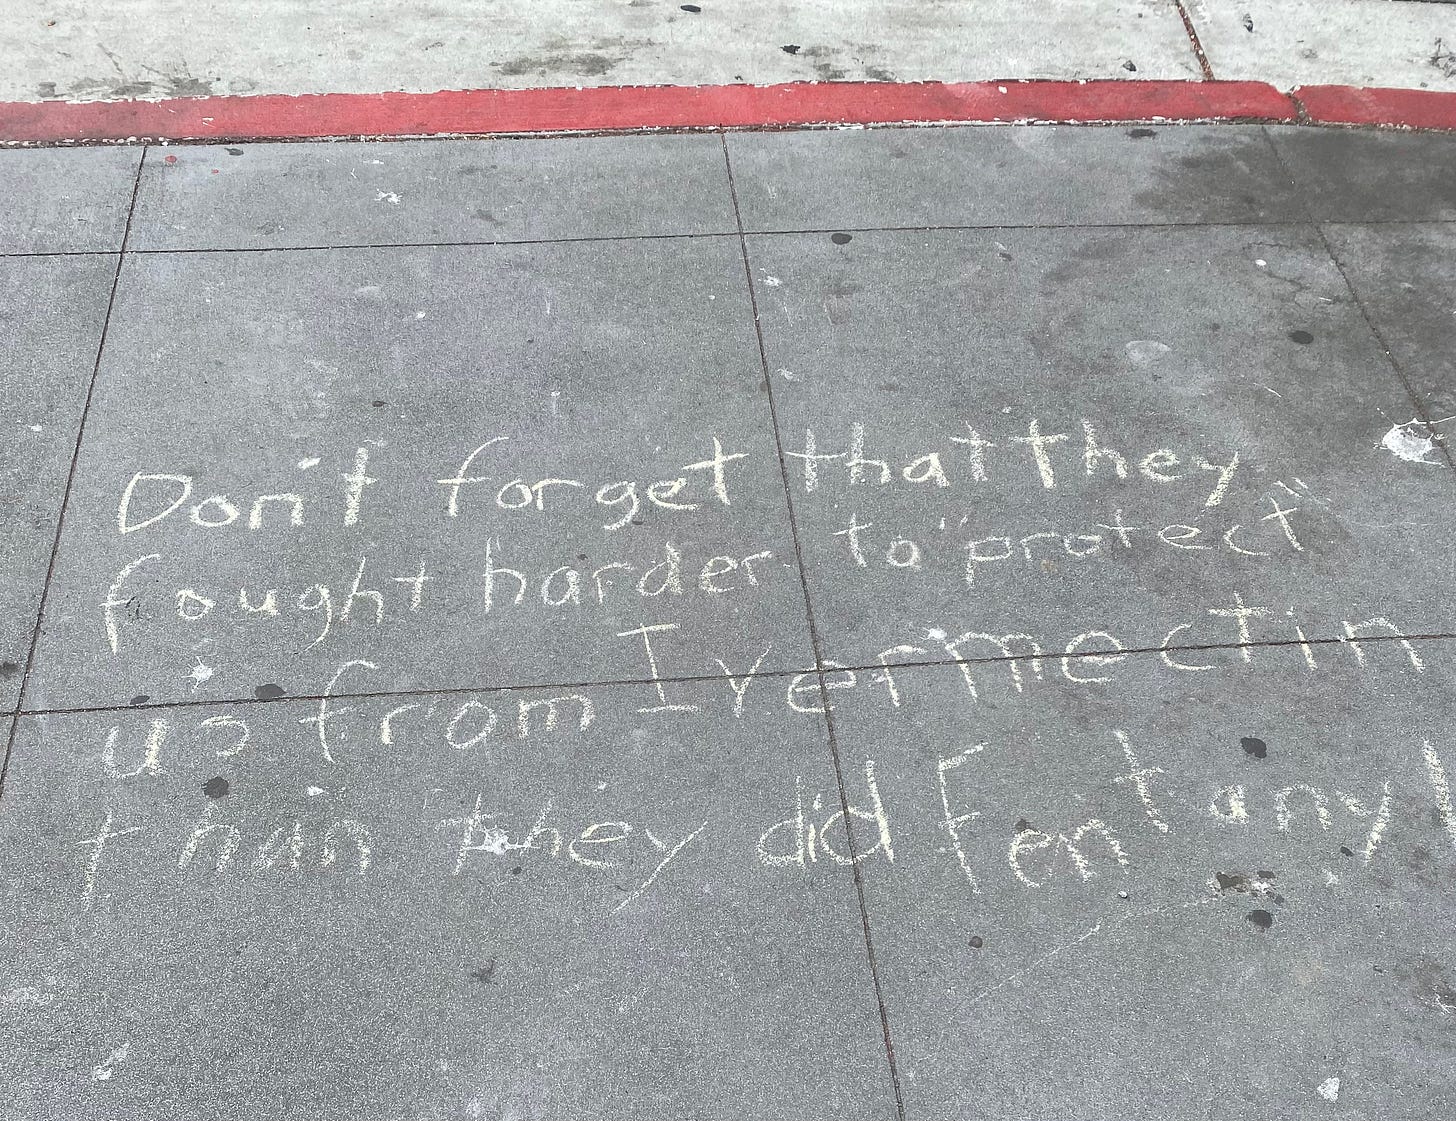 Don't forget that they
fought harder to "protect"
us from Ivermectin
than they did Fentanyl